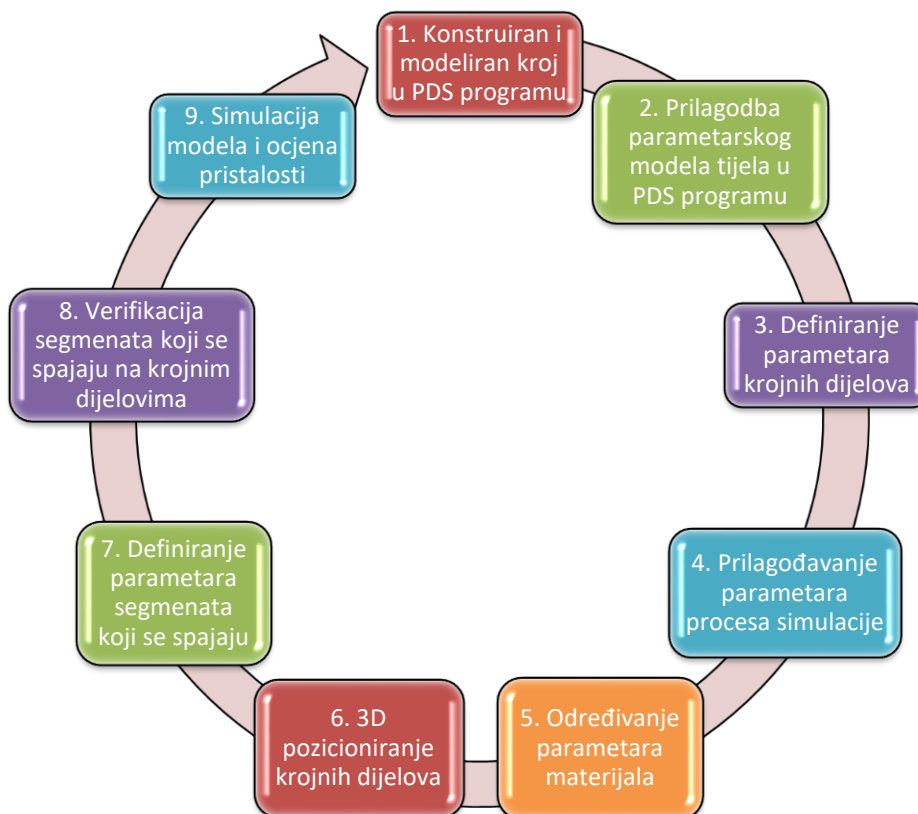 1. Konstruiran i
modeliran kroj
u PDS programu
2. Prilagodba
parametarskog
modela tijela u
PDS programu
3. Definiranje
parametara
krojnih dijelova
4. Prilagođavanje
parametara
procesa simulacije
5. Određivanje
parametara
materijala
6. 3D
pozicioniranje
krojnih dijelova
7. Definiranje
parametara
segmenata
koji se spajaju
8. Verifikacija
segmenata koji se
spajaju na krojnim
dijelovima
9. Simulacija
modela i ocjena
pristalosti